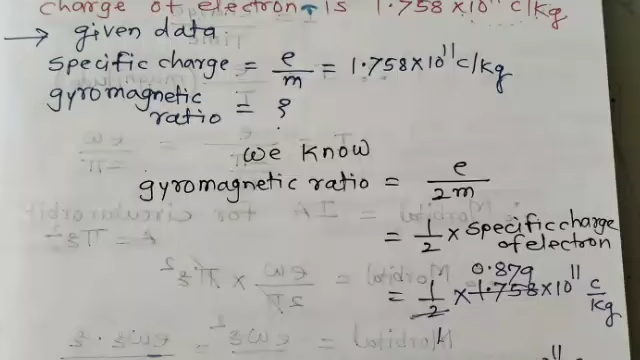 charge of electron is 1.758 × 10¹¹ c/kg
→ given data
specific charge = e/m = 1.758×10¹¹ c/kg
gyromagnetic
ratio = ?
we know
gyromagnetic ratio = e/2m
= 1/2 × specific charge
of electron
0.879
= 1/2 × 1.758×10¹¹ c/kg
1